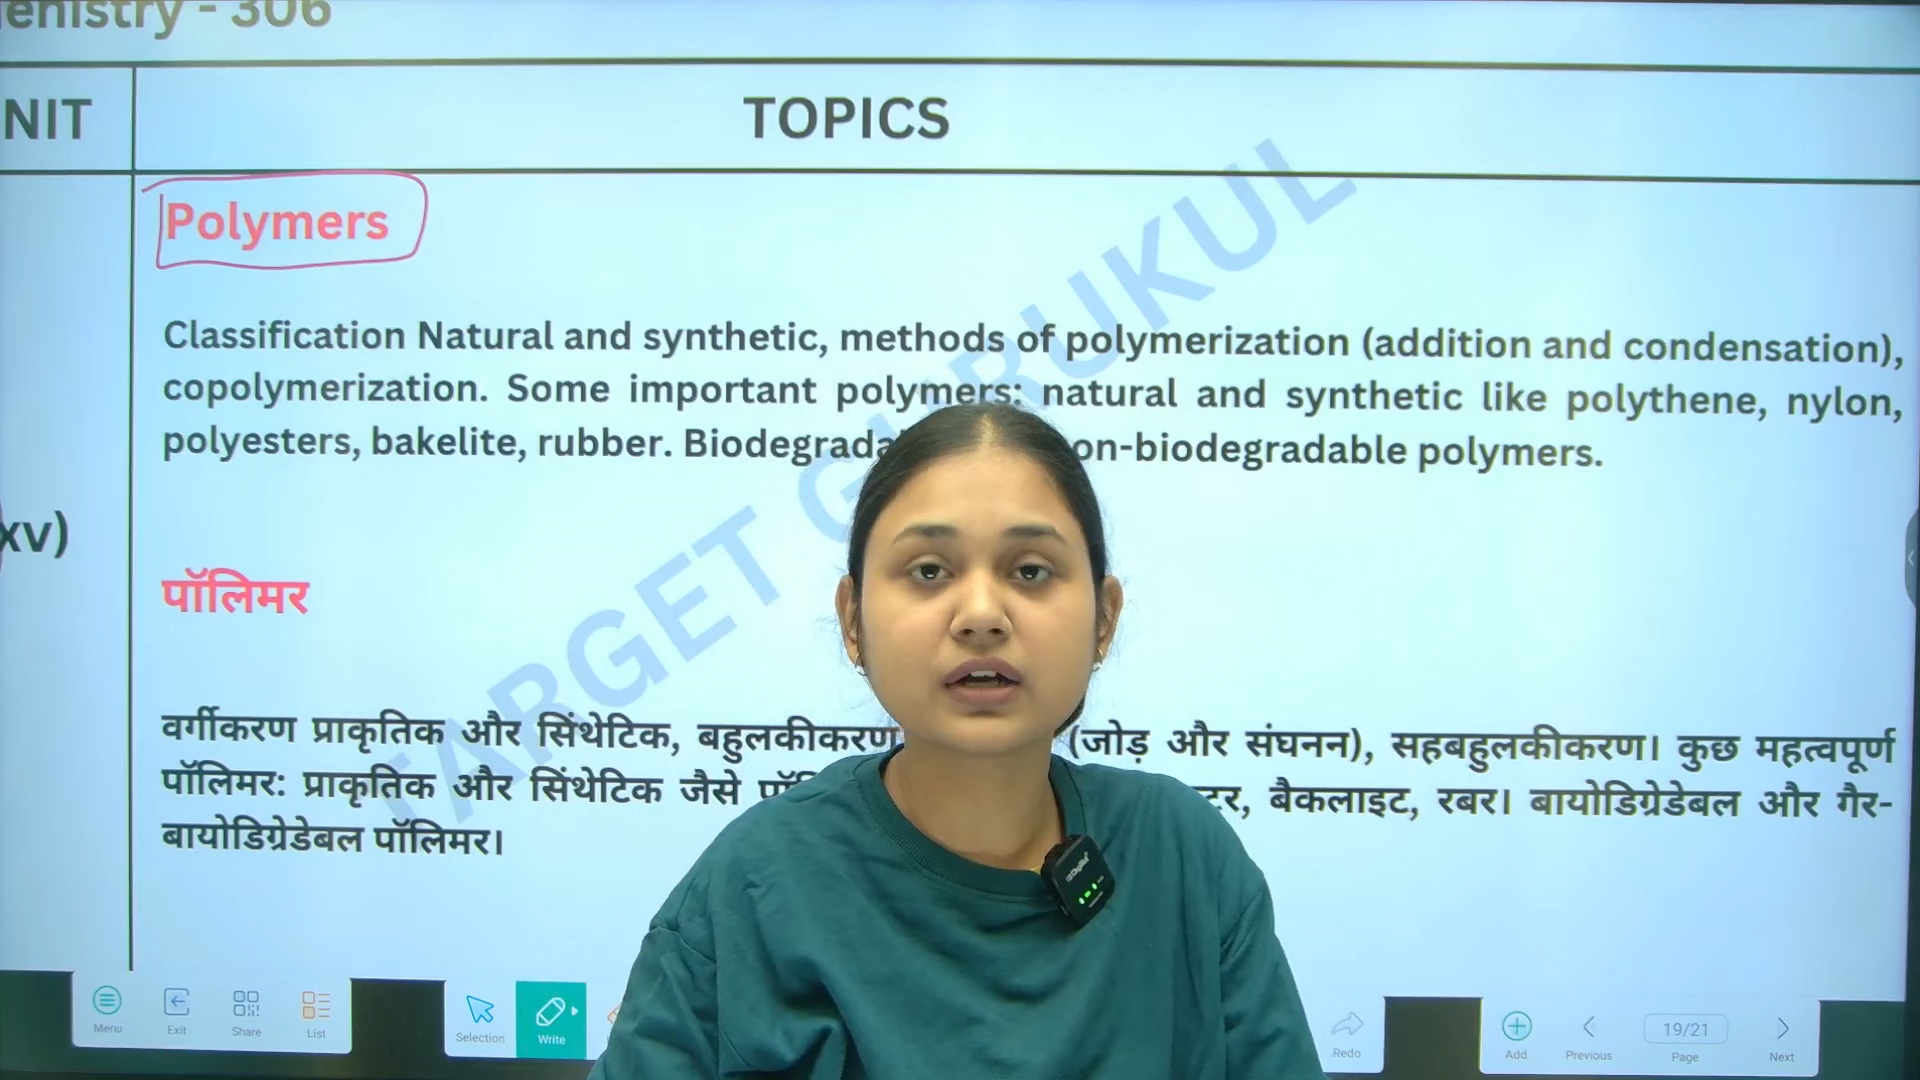 enistry - 306
NIT
TOPICS
Polymers
Classification Natural and synthetic, methods of polymerization (addition and condensation),
copolymerization. Some important polymers: natural and synthetic like polythene, nylon,
polyesters, bakelite, rubber. Biodegrada on-biodegradable polymers.
xv)
पॉलिमर
वर्गीकरण प्राकृतिक और सिंथेटिक, बहुलकीकरण (जोड़ और संघनन), सहबहुलकीकरण। कुछ महत्वपूर्ण
पॉलिमर: प्राकृतिक और सिंथेटिक जैसे टर, बैकलाइट, रबर। बायोडिग्रेडेबल और गैर-
बायोडिग्रेडेबल पॉलिमर।
TARGET GURUKUL
Menu Exit Share List Selection Write Redo Add Previous 19/21 Page Next